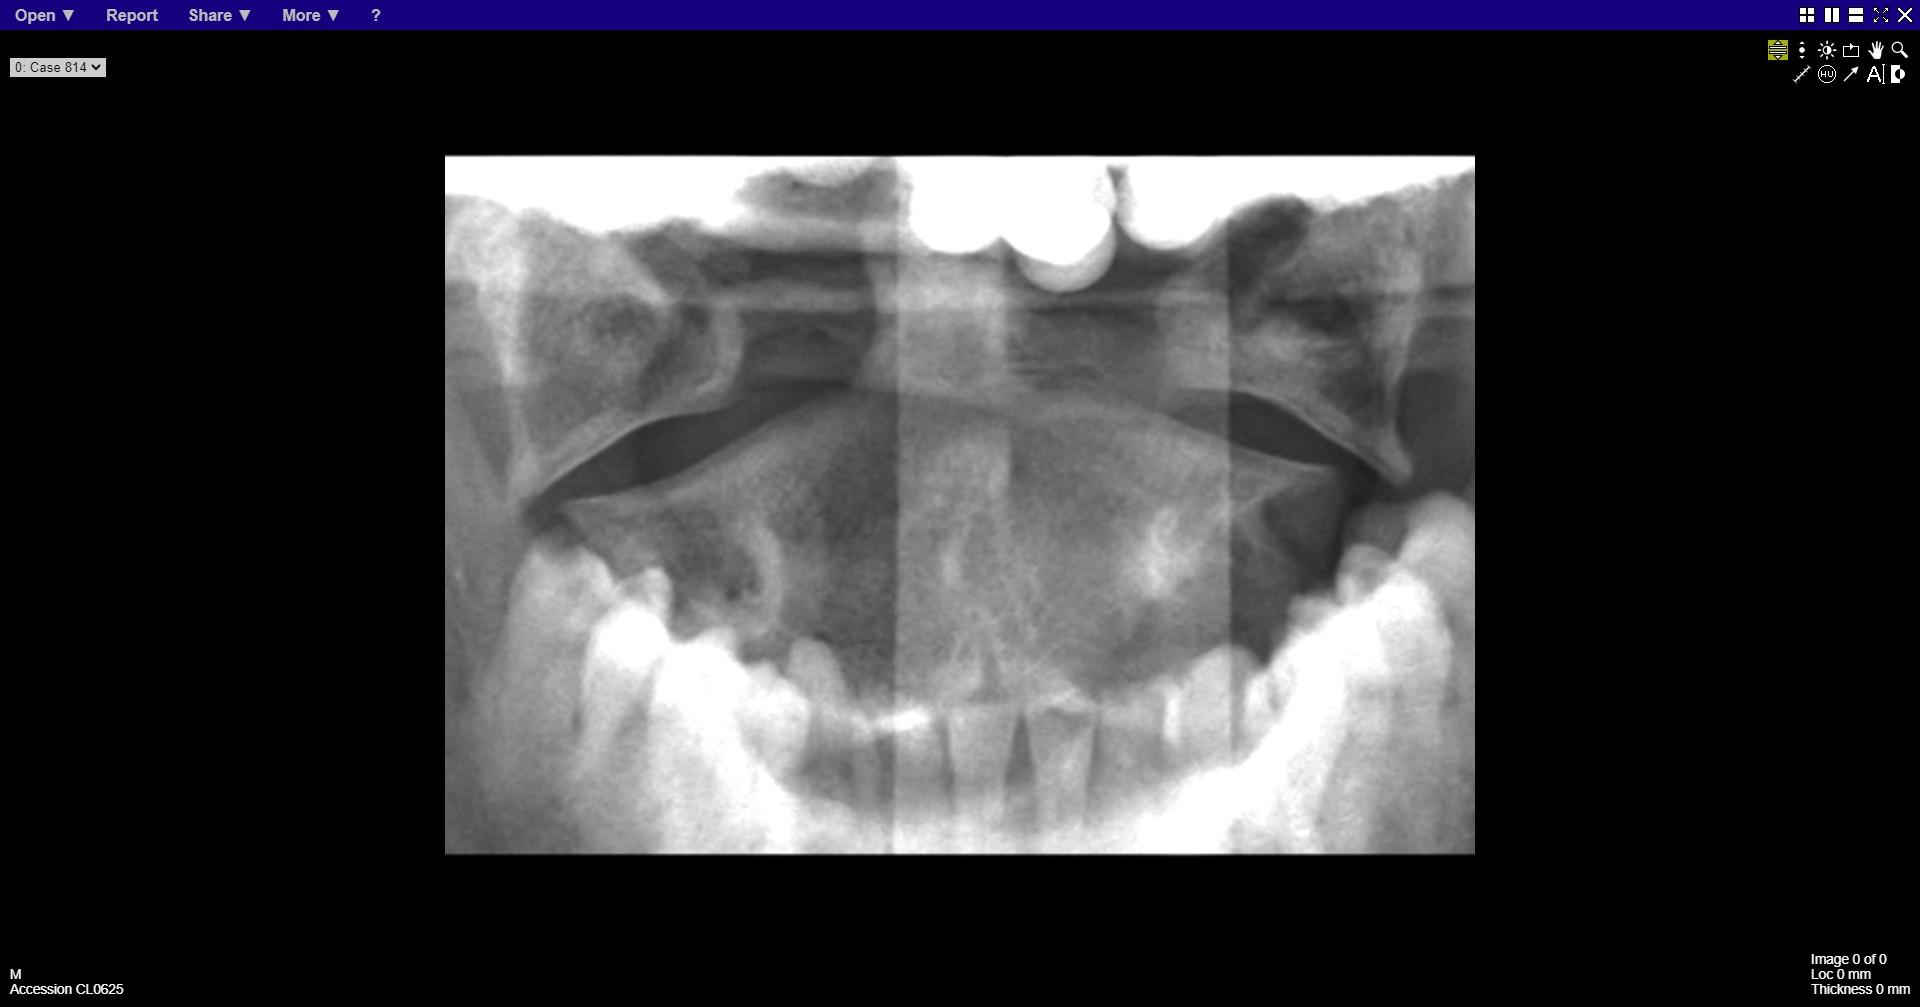 Open ▼ Report Share ▼ More ▼ ?
0: Case 814
HU A
M
Accession CL0625
Image 0 of 0
Loc 0 mm
Thickness 0 mm